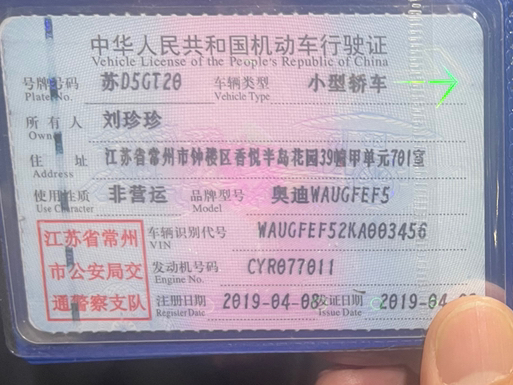 中华人民共和国机动车行驶证
Vehicle License of the People's Republic of China
号牌号码 苏D5GT20 车辆类型 小型轿车
Plate No. Vehicle Type
所有人 刘珍珍
Owner
住址 江苏省常州市钟楼区香悦半岛花园39幢甲单元701室
Address
使用性质 非营运 品牌型号 奥迪WAUGFEF5
Use Character Model
江苏省常州 车辆识别代号 WAUGFEF52KA003456
VIN
市公安局交 发动机号码 CYR077011
Engine No.
通警察支队 注册日期 2019-04-08 发证日期 2019-04
Register Date Issue Date